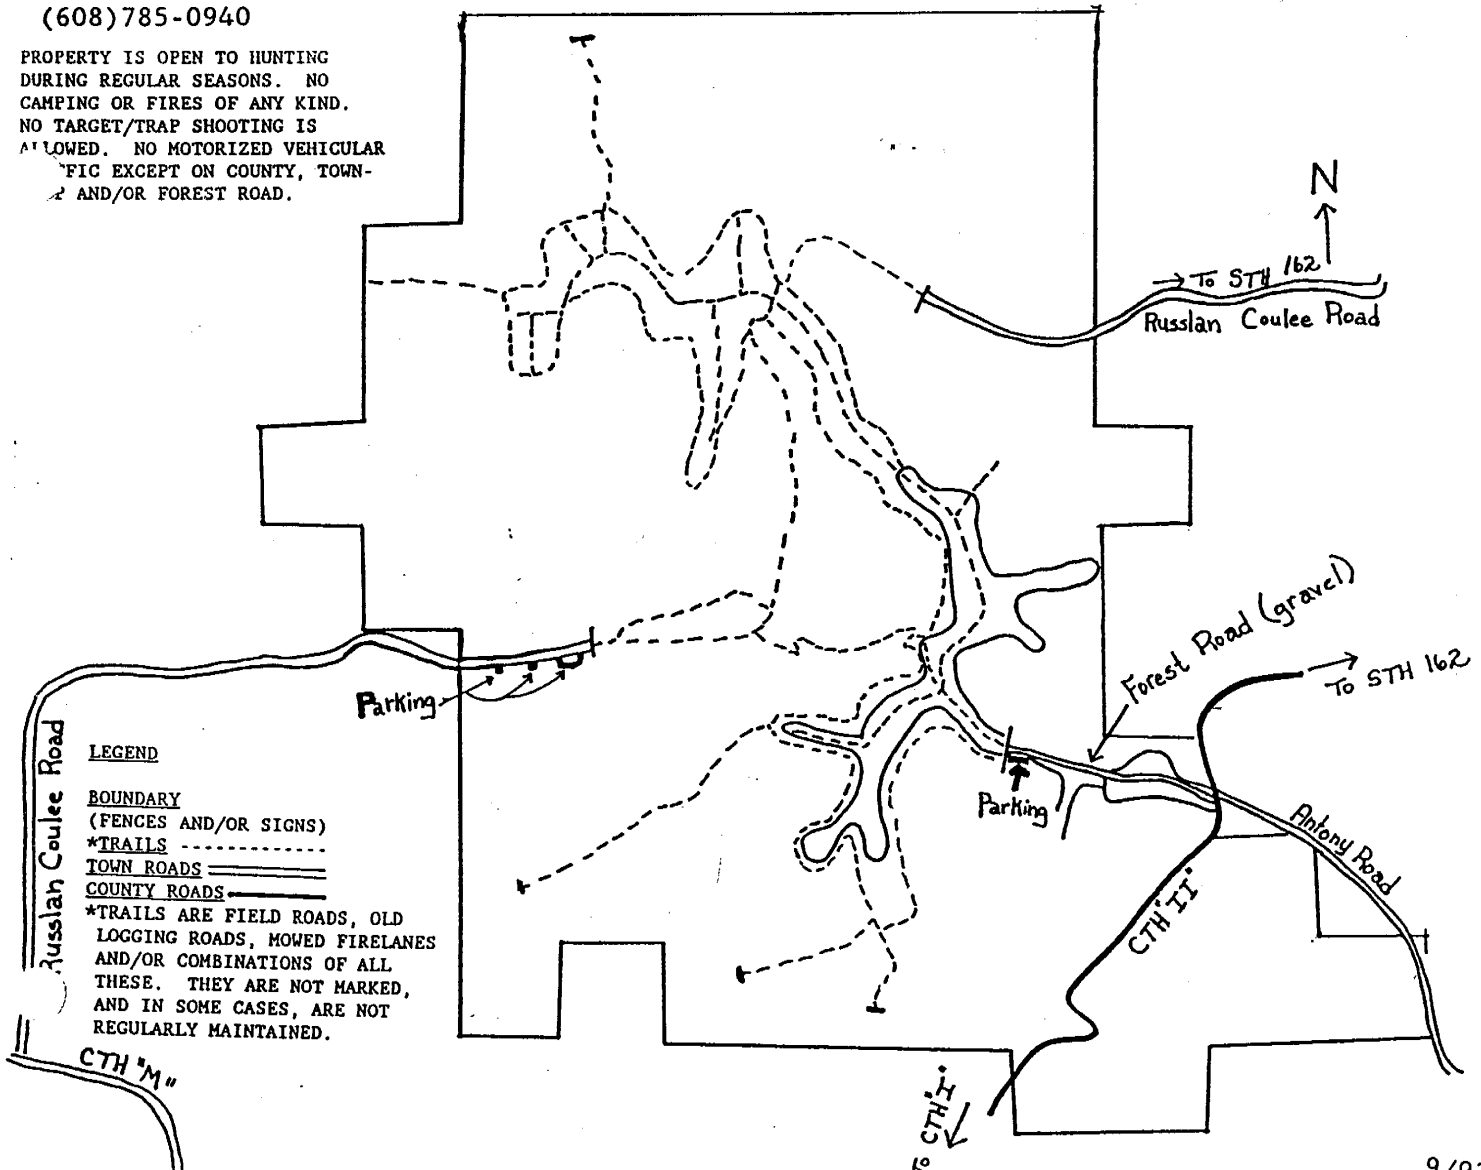 (608)785-0940
PROPERTY IS OPEN TO HUNTING
DURING REGULAR SEASONS. NO
CAMPING OR FIRES OF ANY KIND.
NO TARGET/TRAP SHOOTING IS
ALLOWED. NO MOTORIZED VEHICULAR
FIC EXCEPT ON COUNTY, TOWN-
AND/OR FOREST ROAD.
N
To STH 162
Russlan Coulee Road
Forest Road (gravel)
To STH 162
Parking
Parking
Antony Road
CTH "II"
Russlan Coulee Road
LEGEND
BOUNDARY
(FENCES AND/OR SIGNS)
*TRAILS
TOWN ROADS
COUNTY ROADS
*TRAILS ARE FIELD ROADS, OLD
LOGGING ROADS, MOWED FIRELANES
AND/OR COMBINATIONS OF ALL
THESE. THEY ARE NOT MARKED,
AND IN SOME CASES, ARE NOT
REGULARLY MAINTAINED.
CTH "M"
To CTH "I"